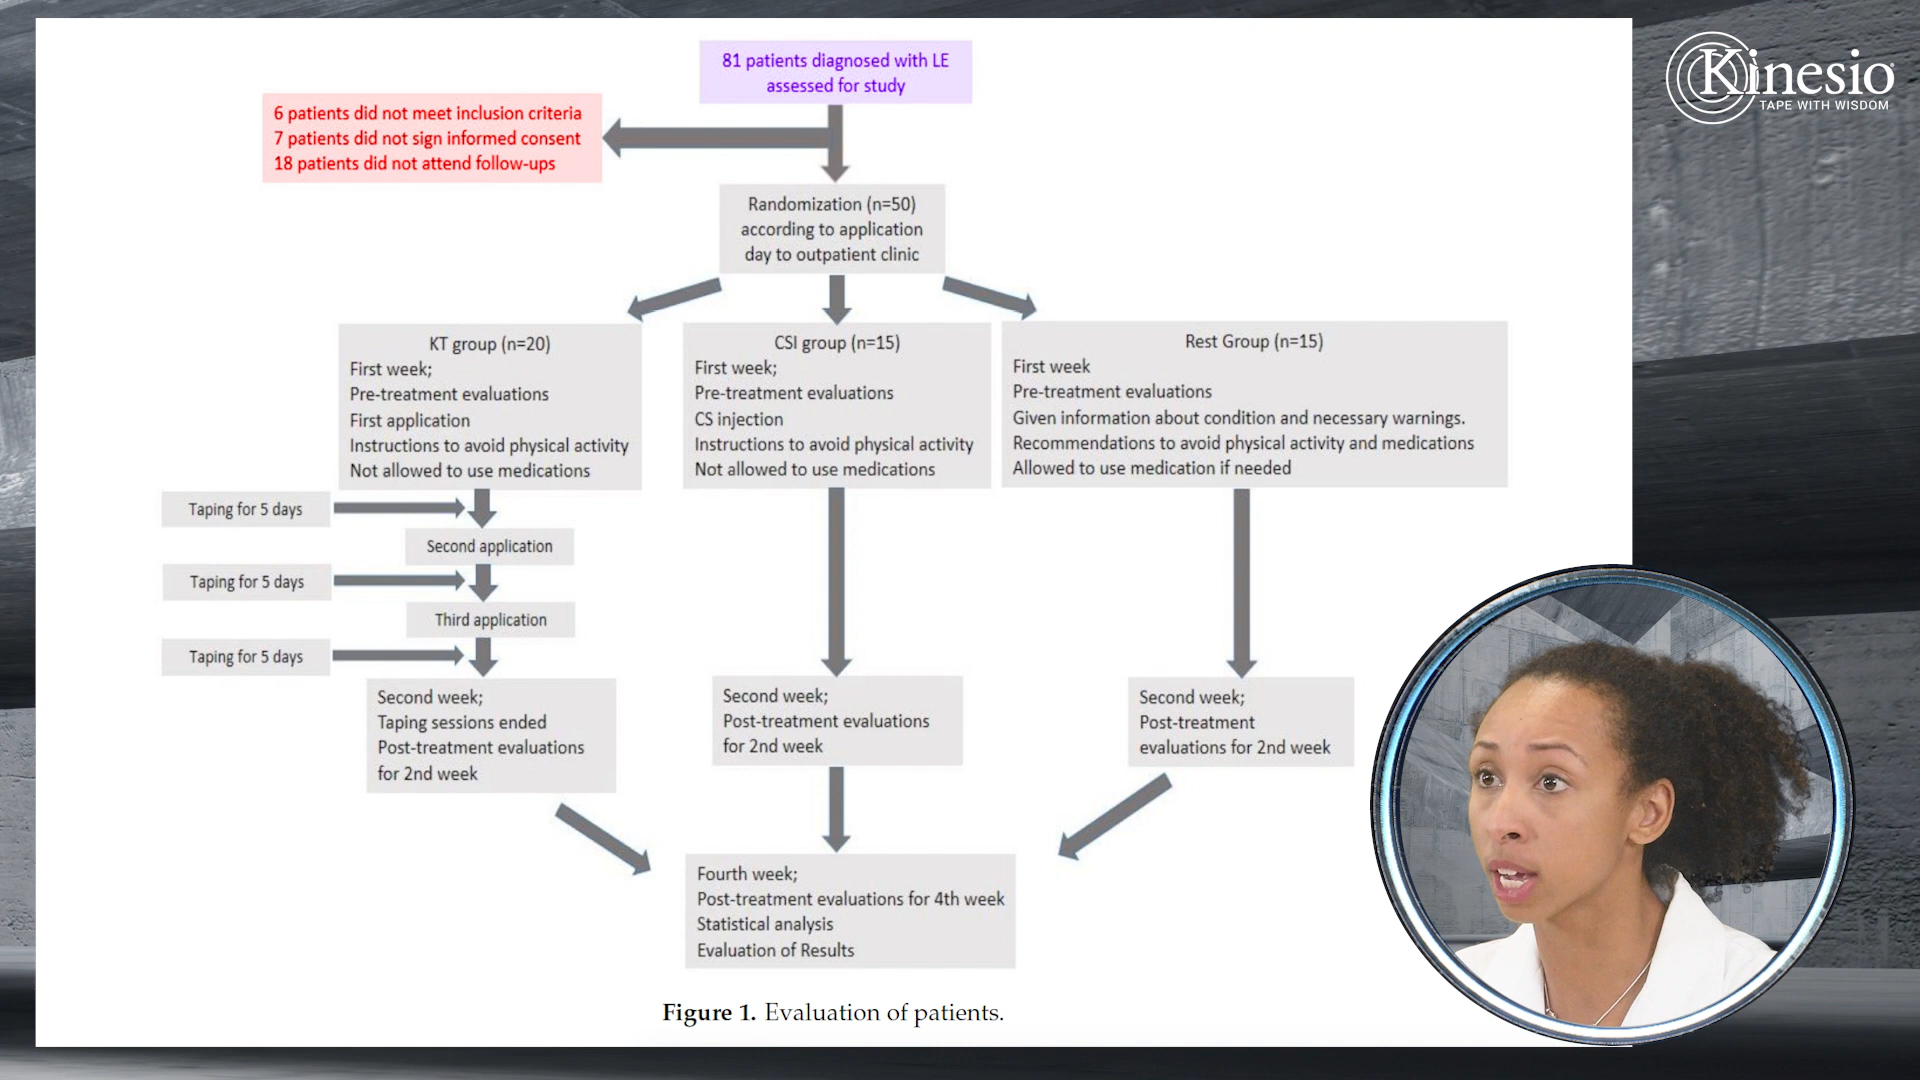 81 patients diagnosed with LE
assessed for study
6 patients did not meet inclusion criteria
7 patients did not sign informed consent
18 patients did not attend follow-ups
Kinesio
TAPE WITH WISDOM
Randomization (n=50)
according to application
day to outpatient clinic
KT group (n=20)
First week;
Pre-treatment evaluations
First application
Instructions to avoid physical activity
Not allowed to use medications
CSI group (n=15)
First week;
Pre-treatment evaluations
CS injection
Instructions to avoid physical activity
Not allowed to use medications
Rest Group (n=15)
First week
Pre-treatment evaluations
Given information about condition and necessary warnings.
Recommendations to avoid physical activity and medications
Allowed to use medication if needed
Taping for 5 days
Second application
Taping for 5 days
Third application
Taping for 5 days
Second week;
Taping sessions ended
Post-treatment evaluations
for 2nd week
Second week;
Post-treatment evaluations
for 2nd week
Second week;
Post-treatment
evaluations for 2nd week
Fourth week;
Post-treatment evaluations for 4th week
Statistical analysis
Evaluation of Results
Figure 1. Evaluation of patients.